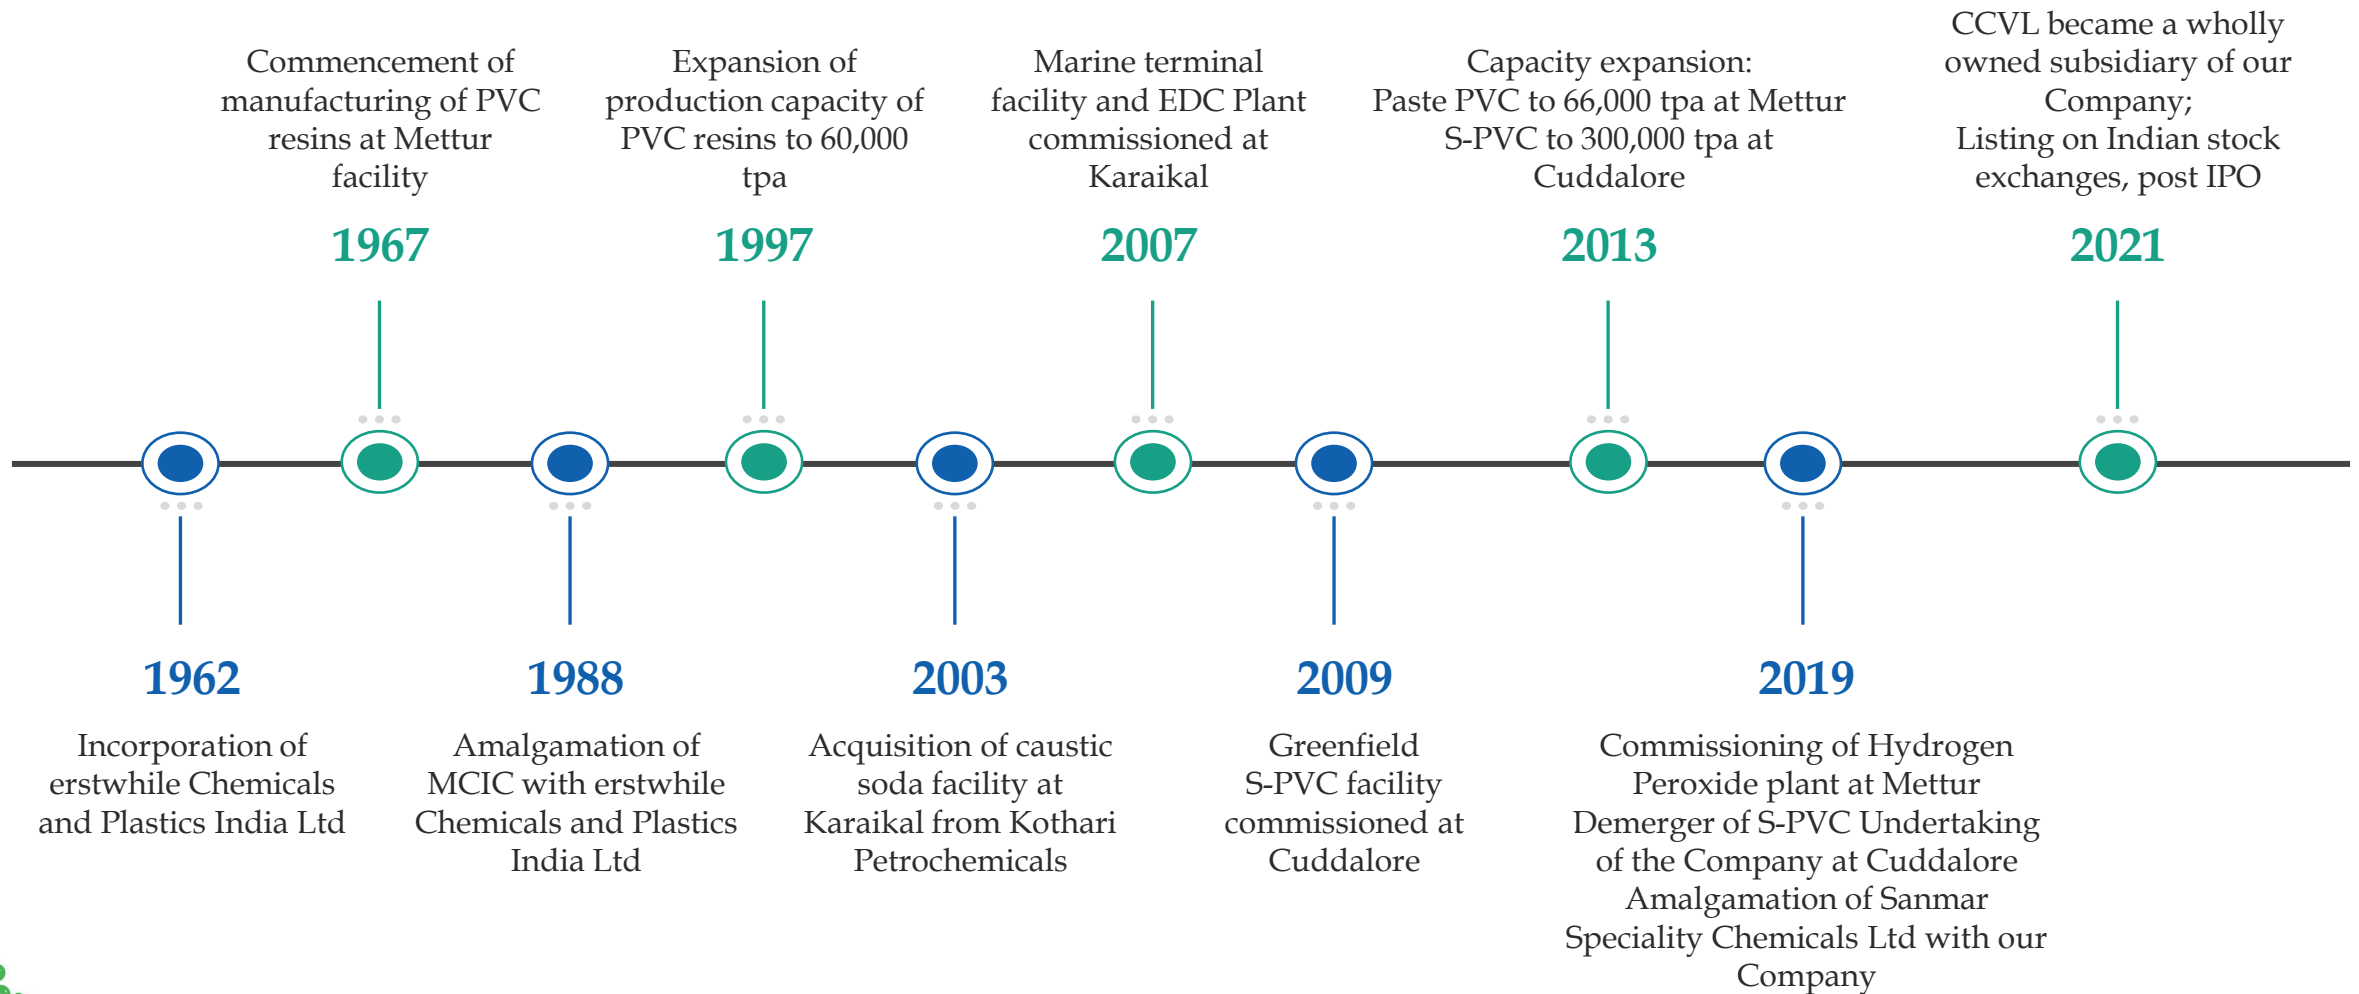 Commencement of
manufacturing of PVC
resins at Mettur
facility
1967
Expansion of
production capacity of
PVC resins to 60,000
tpa
1997
Marine terminal
facility and EDC Plant
commissioned at
Karaikal
2007
Capacity expansion:
Paste PVC to 66,000 tpa at Mettur
S-PVC to 300,000 tpa at
Cuddalore
2013
CCVL became a wholly
owned subsidiary of our
Company;
Listing on Indian stock
exchanges, post IPO
2021
1962
Incorporation of
erstwhile Chemicals
and Plastics India Ltd
1988
Amalgamation of
MCIC with erstwhile
Chemicals and Plastics
India Ltd
2003
Acquisition of caustic
soda facility at
Karaikal from Kothari
Petrochemicals
2009
Greenfield
S-PVC facility
commissioned at
Cuddalore
2019
Commissioning of Hydrogen
Peroxide plant at Mettur
Demerger of S-PVC Undertaking
of the Company at Cuddalore
Amalgamation of Sanmar
Speciality Chemicals Ltd with our
Company